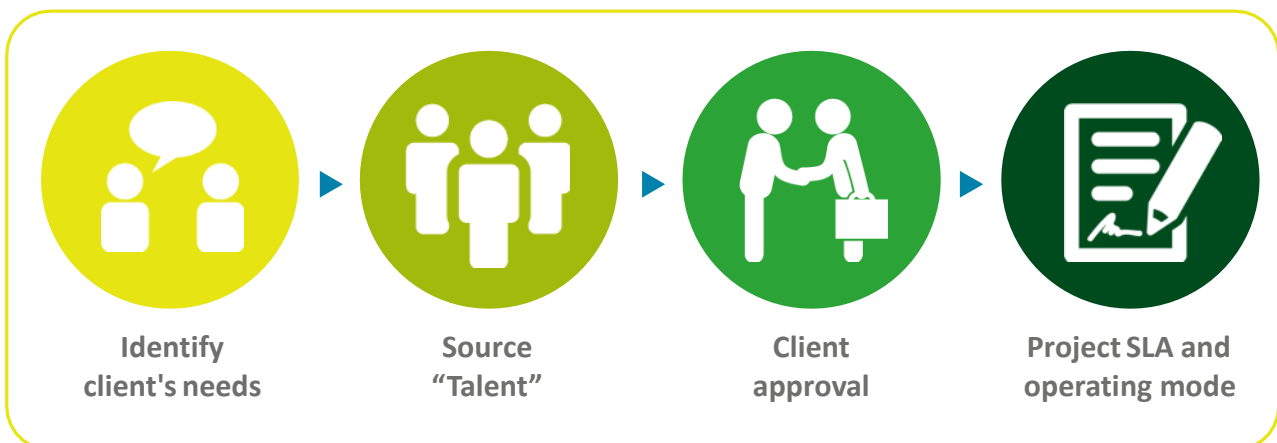 Identify
client's needs
Source
“Talent”
Client
approval
Project SLA and
operating mode